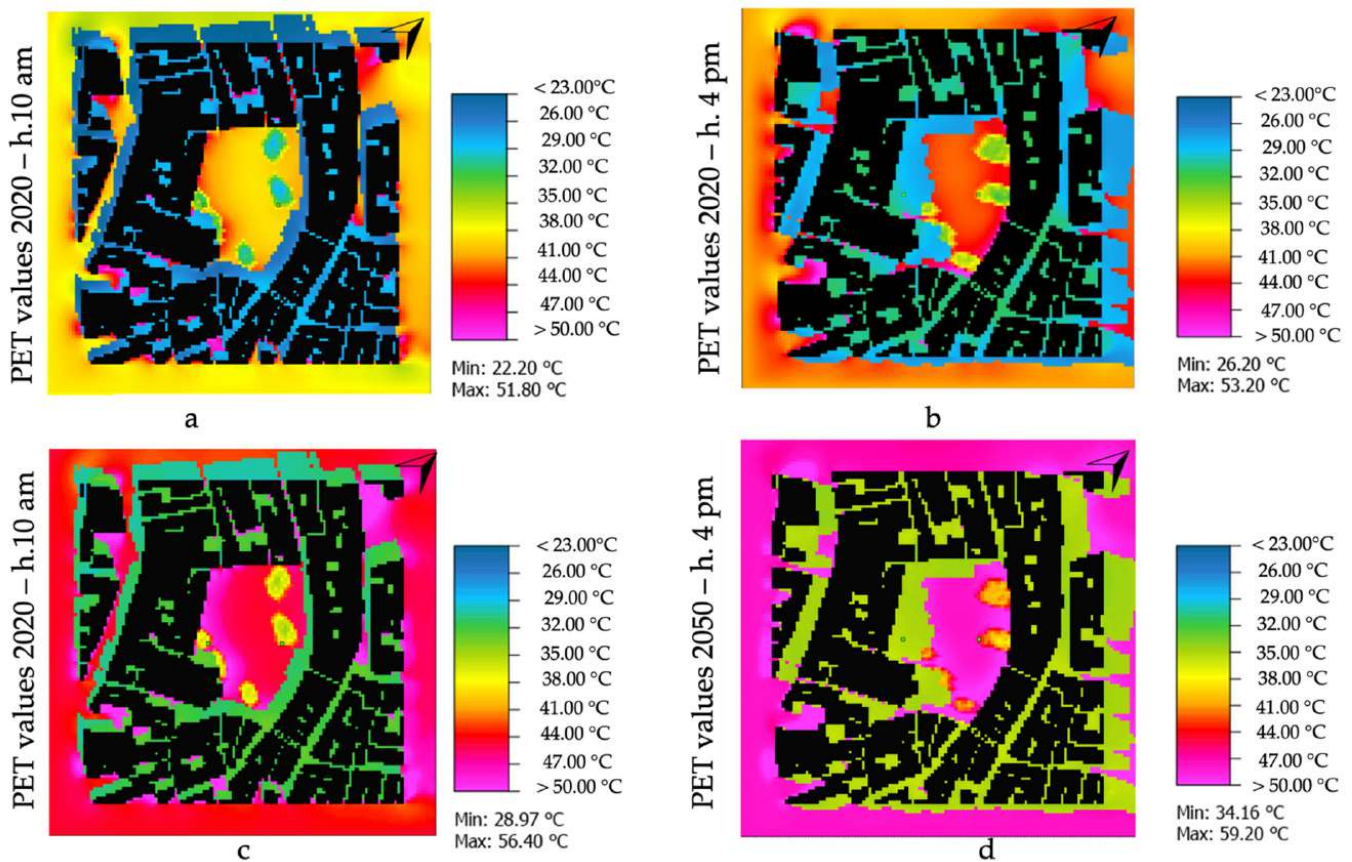 PET values 2020 – h.10 am
< 23.00°C
26.00 °C
29.00 °C
32.00 °C
35.00 °C
38.00 °C
41.00 °C
44.00 °C
47.00 °C
> 50.00 °C
Min: 22.20 °C
Max: 51.80 °C
a
PET values 2020 – h. 4 pm
< 23.00°C
26.00 °C
29.00 °C
32.00 °C
35.00 °C
38.00 °C
41.00 °C
44.00 °C
47.00 °C
> 50.00 °C
Min: 26.20 °C
Max: 53.20 °C
b
PET values 2020 – h.10 am
< 23.00°C
26.00 °C
29.00 °C
32.00 °C
35.00 °C
38.00 °C
41.00 °C
44.00 °C
47.00 °C
> 50.00 °C
Min: 28.97 °C
Max: 56.40 °C
c
PET values 2050 – h. 4 pm
< 23.00°C
26.00 °C
29.00 °C
32.00 °C
35.00 °C
38.00 °C
41.00 °C
44.00 °C
47.00 °C
> 50.00 °C
Min: 34.16 °C
Max: 59.20 °C
d